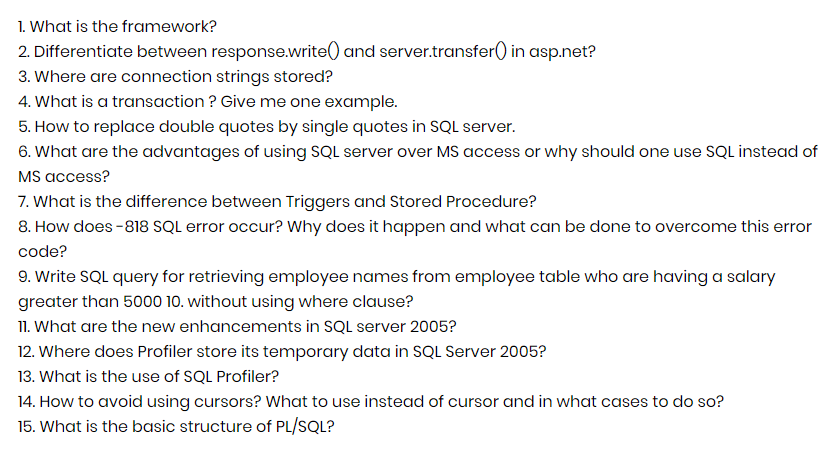 1. What is the framework?
2. Differentiate between response.write() and server.transfer() in asp.net?
3. Where are connection strings stored?
4. What is a transaction ? Give me one example.
5. How to replace double quotes by single quotes in SQL server.
6. What are the advantages of using SQL server over MS access or why should one use SQL instead of
MS access?
7. What is the difference between Triggers and Stored Procedure?
8. How does -818 SQL error occur? Why does it happen and what can be done to overcome this error
code?
9. Write SQL query for retrieving employee names from employee table who are having a salary
greater than 5000 10. without using where clause?
11. What are the new enhancements in SQL server 2005?
12. Where does Profiler store its temporary data in SQL Server 2005?
13. What is the use of SQL Profiler?
14. How to avoid using cursors? What to use instead of cursor and in what cases to do so?
15. What is the basic structure of PL/SQL?